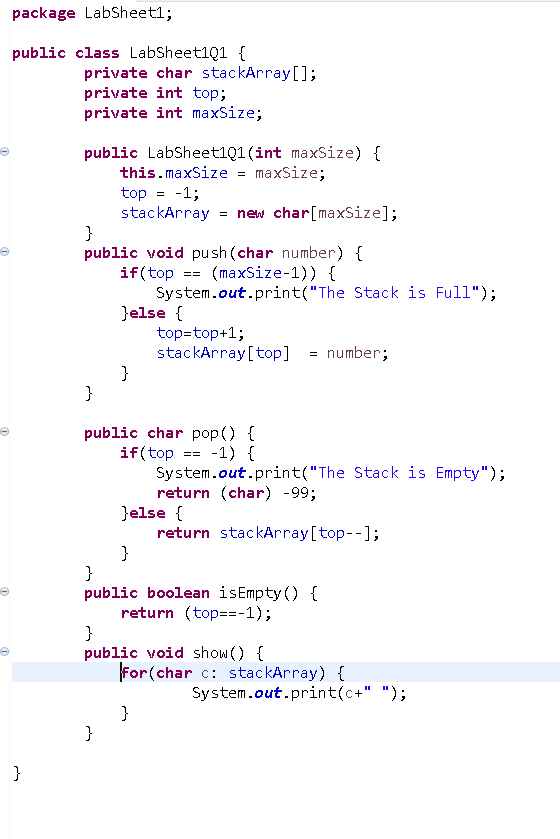 package LabSheet1;
public class LabSheet1Q1 {
private char stackArray[];
private int top;
private int maxSize;
public LabSheet1Q1(int maxSize) {
this.maxSize = maxSize;
top = -1;
stackArray = new char[maxSize];
}
public void push(char number) {
if(top == (maxSize-1)) {
System.out.print("The Stack is Full");
}else {
top=top+1;
stackArray[top]  = number;
}
}
public char pop() {
if(top == -1) {
System.out.print("The Stack is Empty");
return (char) -99;
}else {
return stackArray[top--];
}
}
public boolean isEmpty() {
return (top==-1);
}
public void show() {
for(char c: stackArray) {
System.out.print(c+" ");
}
}
}